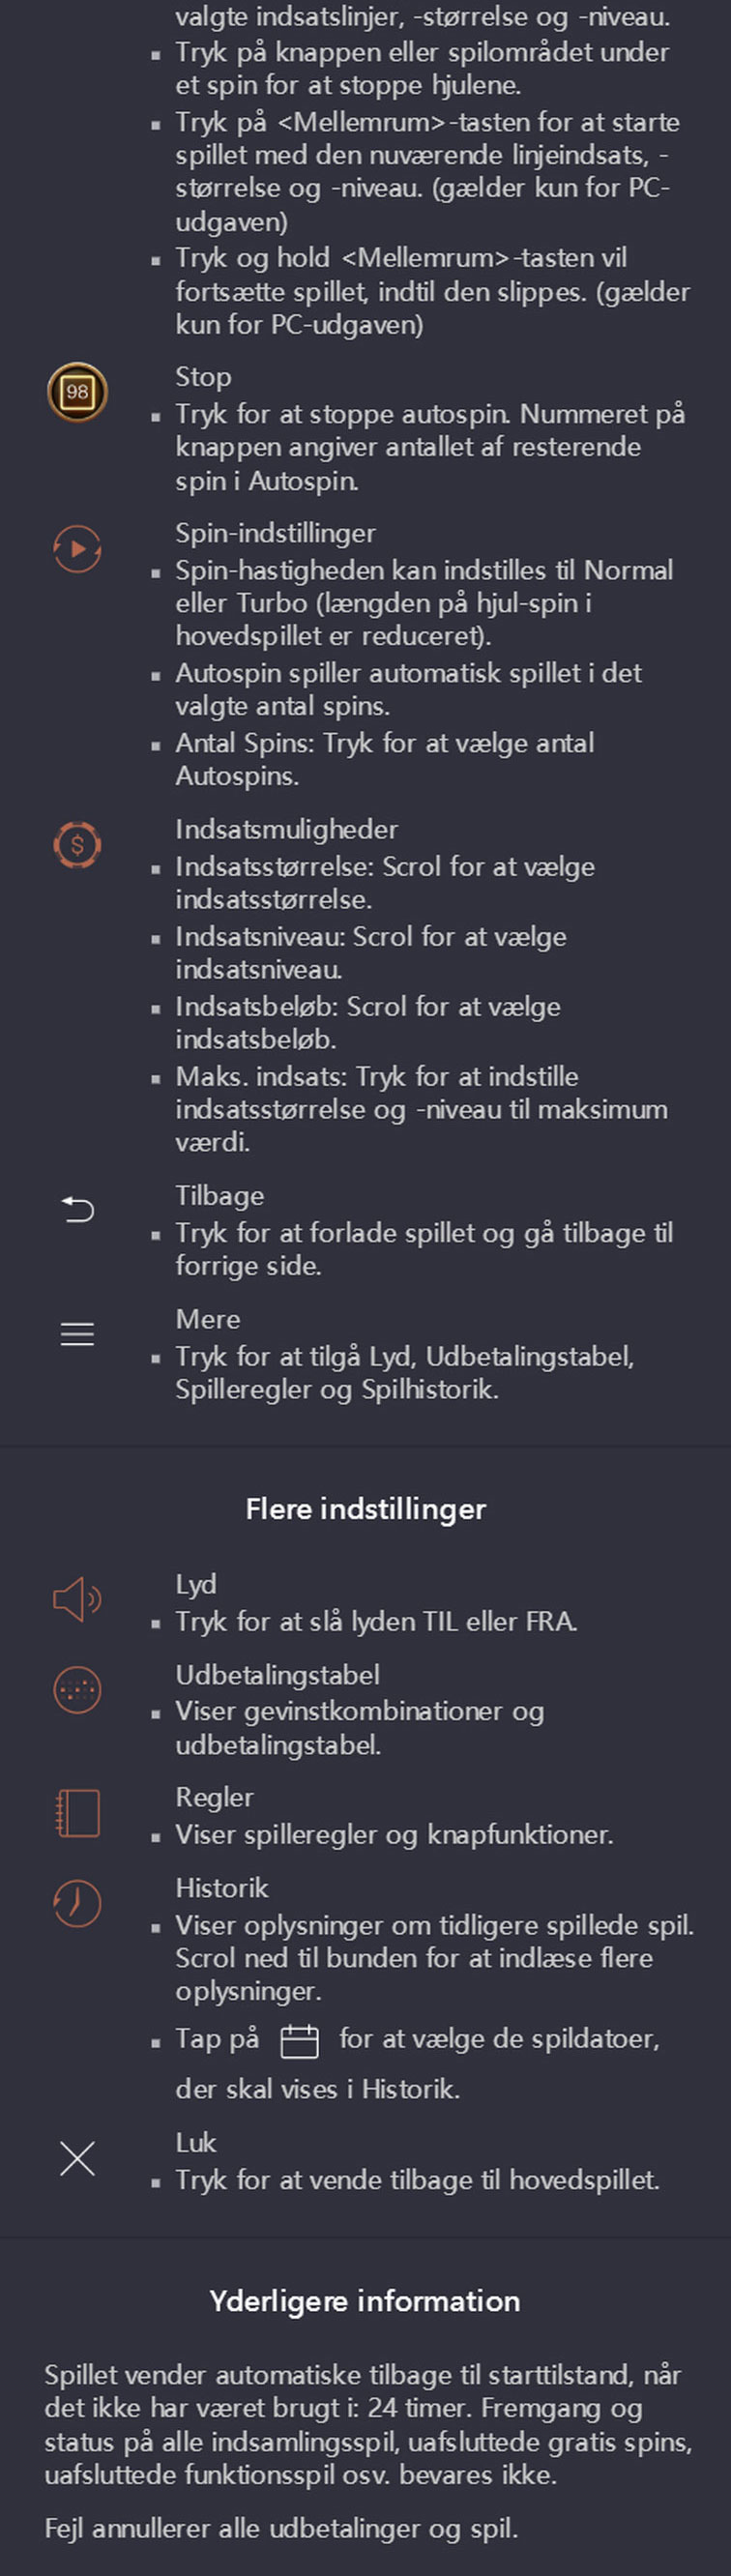 valgte indsatslinjer, -størrelse og -niveau.
▪ Tryk på knappen eller spilområdet under
et spin for at stoppe hjulene.
▪ Tryk på <Mellemrum>-tasten for at starte
spillet med den nuværende linjeindsats, -
størrelse og -niveau. (gælder kun for PC-
udgaven)
▪ Tryk og hold <Mellemrum>-tasten vil
fortsætte spillet, indtil den slippes. (gælder
kun for PC-udgaven)
Stop
98
▪ Tryk for at stoppe autospin. Nummeret på
knappen angiver antallet af resterende
spin i Autospin.
Spin-indstillinger
▪ Spin-hastigheden kan indstilles til Normal
eller Turbo (længden på hjul-spin i
hovedspillet er reduceret).
▪ Autospin spiller automatisk spillet i det
valgte antal spins.
▪ Antal Spins: Tryk for at vælge antal
Autospins.
Indsatsmuligheder
$
▪ Indsatsstørrelse: Scrol for at vælge
indsatsstørrelse.
▪ Indsatsniveau: Scrol for at vælge
indsatsniveau.
▪ Indsatsbeløb: Scrol for at vælge
indsatsbeløb.
▪ Maks. indsats: Tryk for at indstille
indsatsstørrelse og -niveau til maksimum
værdi.
Tilbage
▪ Tryk for at forlade spillet og gå tilbage til
forrige side.
Mere
▪ Tryk for at tilgå Lyd, Udbetalingstabel,
Spilleregler og Spilhistorik.
Flere indstillinger
Lyd
▪ Tryk for at slå lyden TIL eller FRA.
Udbetalingstabel
▪ Viser gevinstkombinationer og
udbetalingstabel.
Regler
▪ Viser spilleregler og knapfunktioner.
Historik
▪ Viser oplysninger om tidligere spillede spil.
Scrol ned til bunden for at indlæse flere
oplysninger.
▪ Tap på for at vælge de spildatoer,
der skal vises i Historik.
Luk
▪ Tryk for at vende tilbage til hovedspillet.
Yderligere information
Spillet vender automatiske tilbage til starttilstand, når
det ikke har været brugt i: 24 timer. Fremgang og
status på alle indsamlingsspil, uafsluttede gratis spins,
uafsluttede funktionsspil osv. bevares ikke.
Fejl annullerer alle udbetalinger og spil.